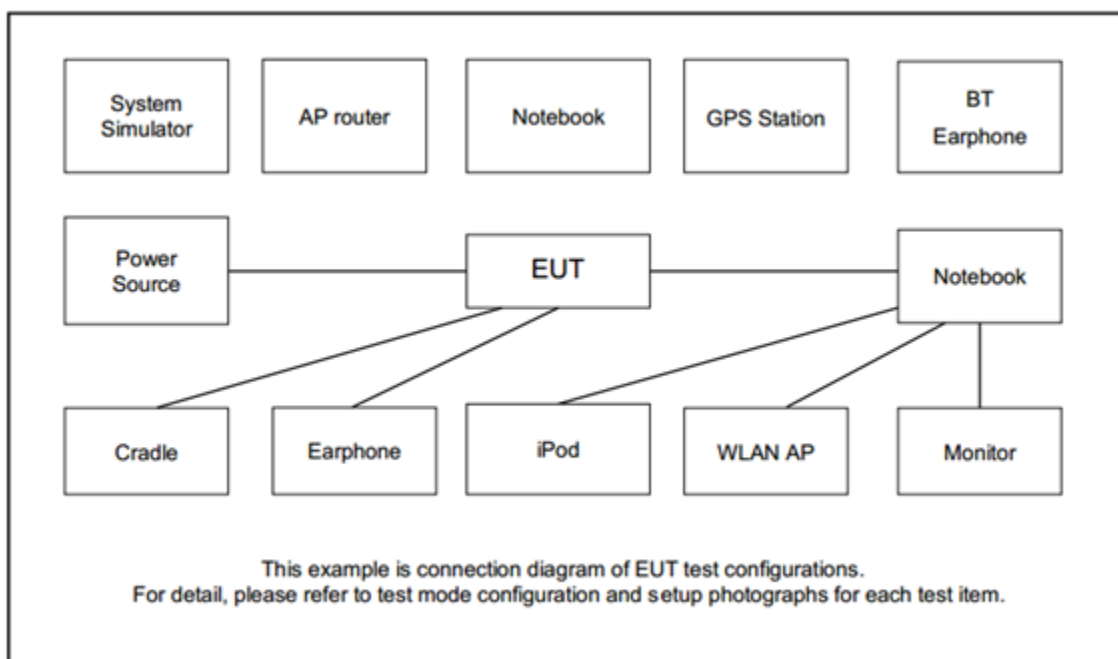 System
Simulator
AP router
Notebook
GPS Station
BT
Earphone
Power
Source
EUT
Notebook
Cradle
Earphone
iPod
WLAN AP
Monitor
This example is connection diagram of EUT test configurations.
For detail, please refer to test mode configuration and setup photographs for each test item.